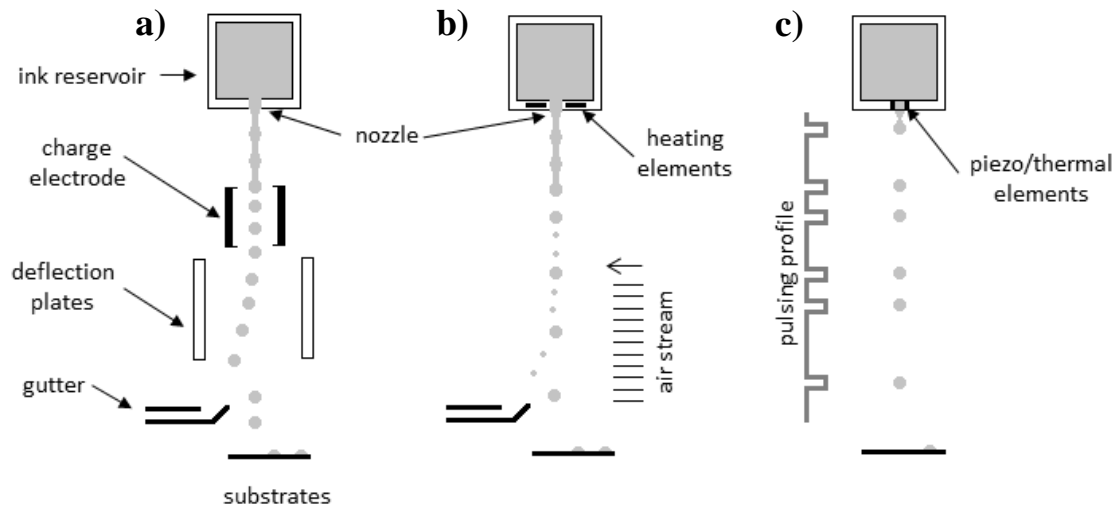 a)
b)
c)
ink reservoir
nozzle
charge
electrode
heating
elements
piezo/thermal
elements
pulsing profile
deflection
plates
air stream
gutter
substrates